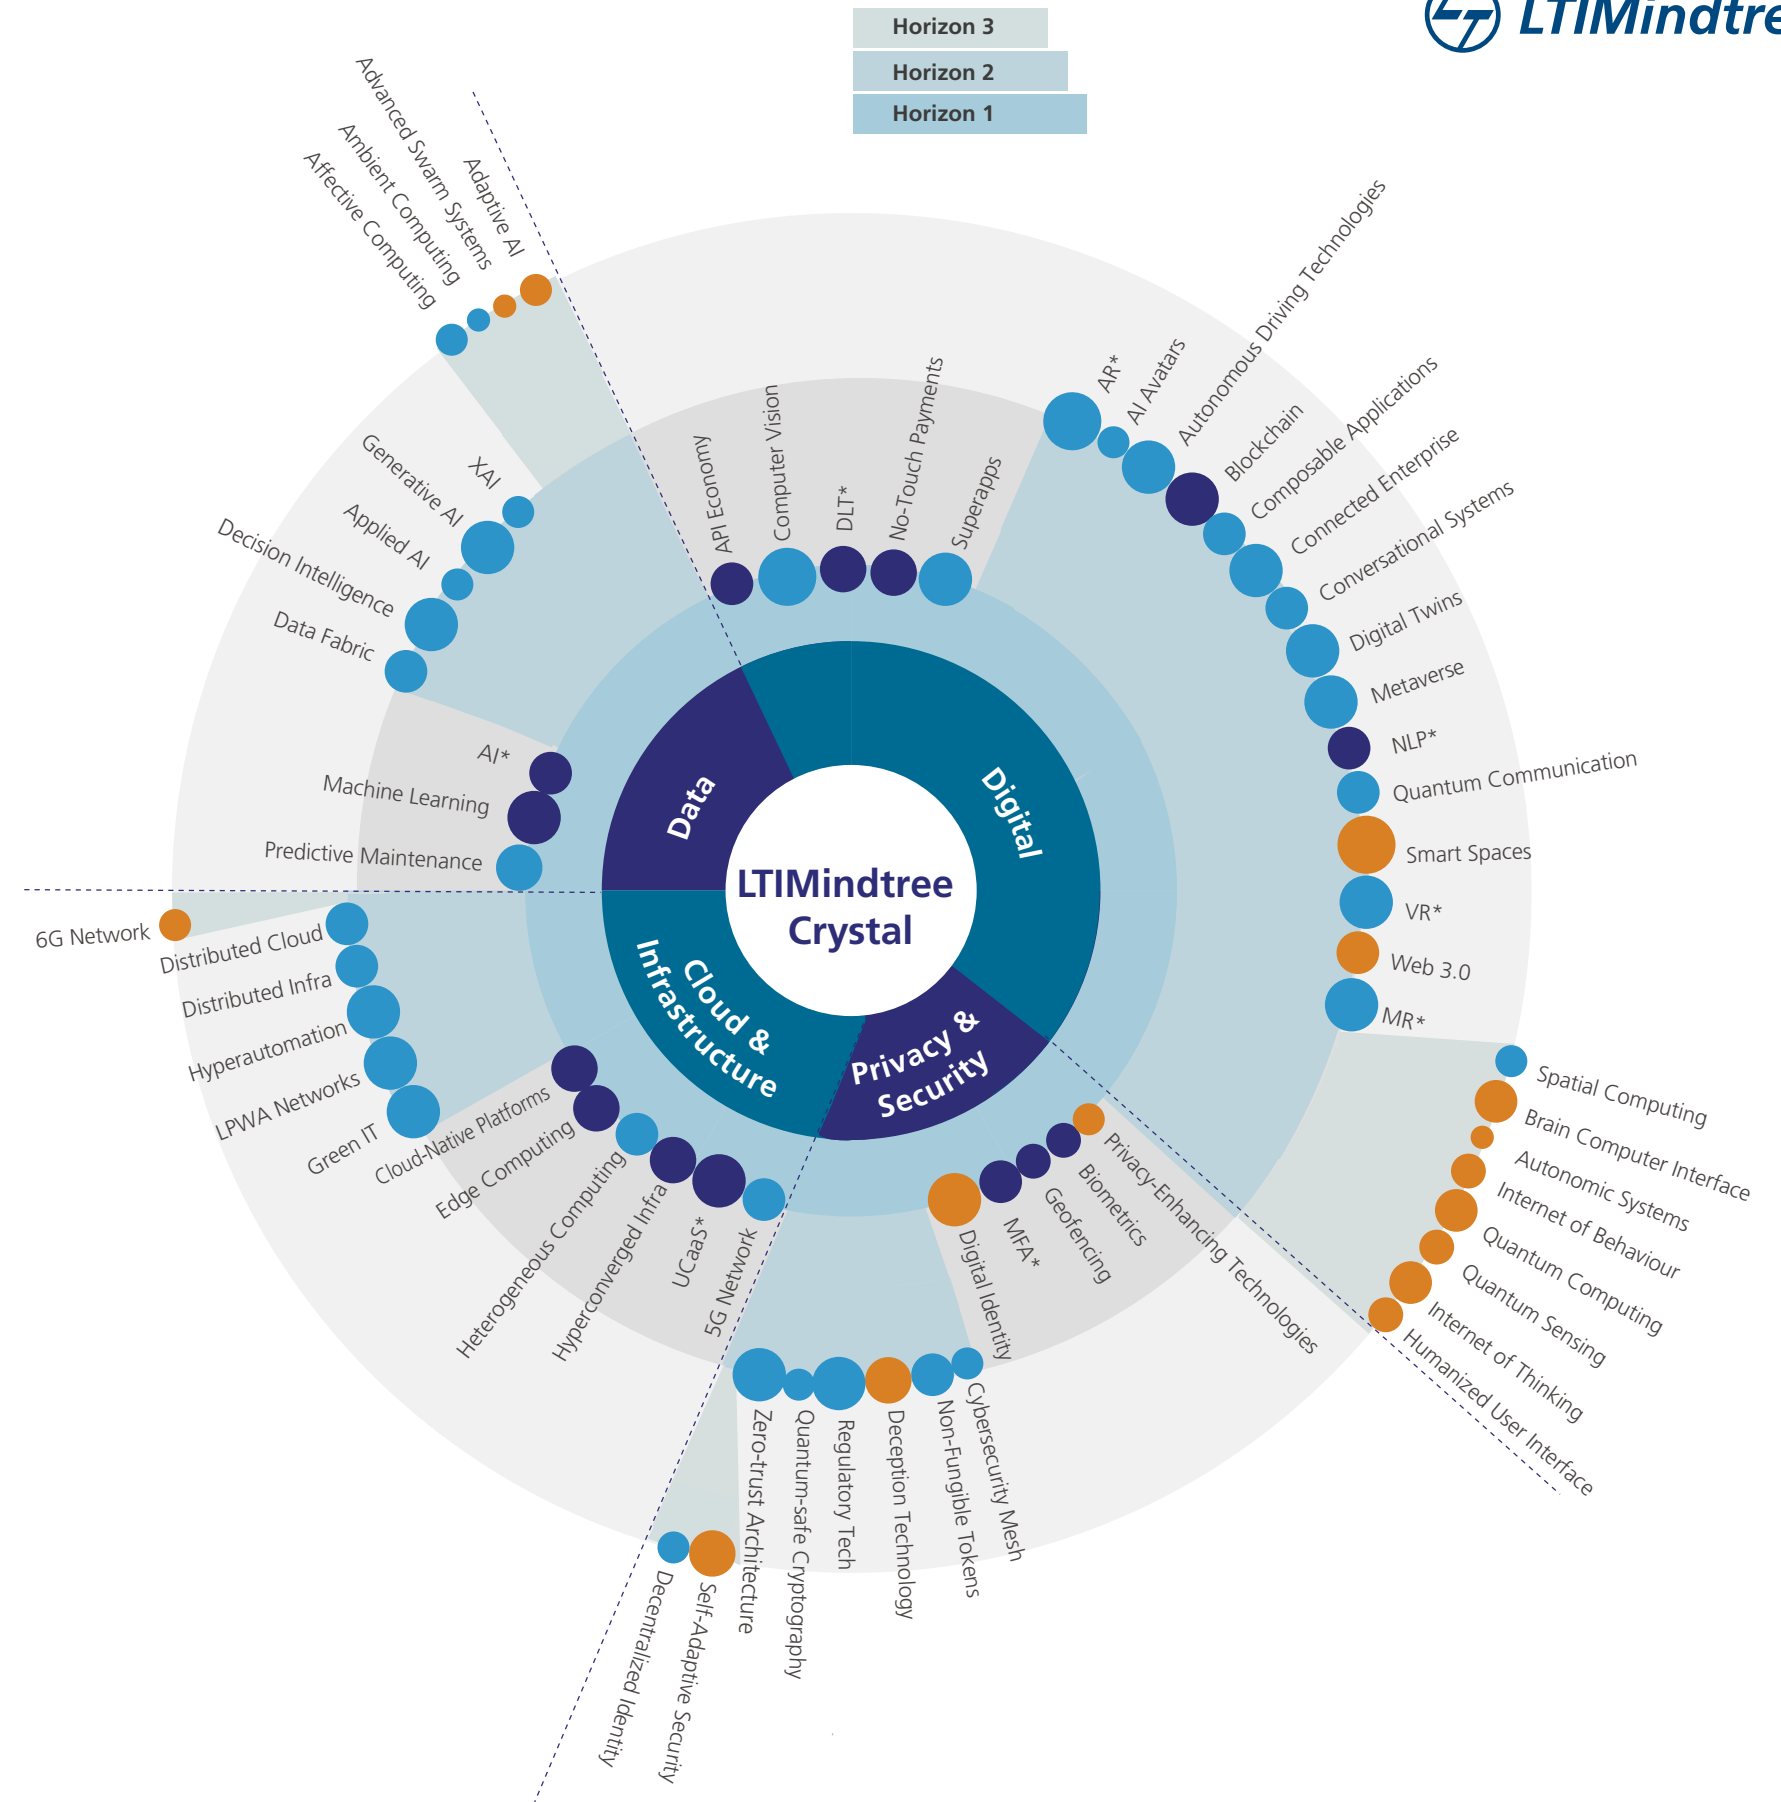 Horizon 3
Horizon 2
Horizon 1
LTIMindtre
Advanced Swarm Systems
Ambient Computing
Affective Computing
Adaptive AI
Generative AI
XAI
Applied AI
Decision Intelligence
Data Fabric
AI*
Machine Learning
Predictive Maintenance
API Economy
Computer Vision
DLT*
No-Touch Payments
Superapps
AR*
AI Avatars
Autonomous Driving Technologies
Blockchain
Composable Applications
Connected Enterprise
Conversational Systems
Digital Twins
Metaverse
NLP*
Quantum Communication
Smart Spaces
VR*
Web 3.0
MR*
Spatial Computing
Brain Computer Interface
Autonomic Systems
Internet of Behaviour
Quantum Computing
Quantum Sensing
Internet of Thinking
Humanized User Interface
Data
Digital
LTIMindtree
Crystal
Cloud &
Infrastructure
Privacy &
Security
6G Network
Distributed Cloud
Distributed Infra
Hyperautomation
LPWA Networks
Green IT
Cloud-Native Platforms
Edge Computing
Heterogeneous Computing
Hyperconverged Infra
UCaaS*
5G Network
Digital Identity
MFA*
Geofencing
Biometrics
Privacy-Enhancing Technologies
Zero-trust Architecture
Quantum-safe Cryptography
Regulatory Tech
Deception Technology
Non-Fungible Tokens
Cybersecurity Mesh
Decentralized Identity
Self-Adaptive Security